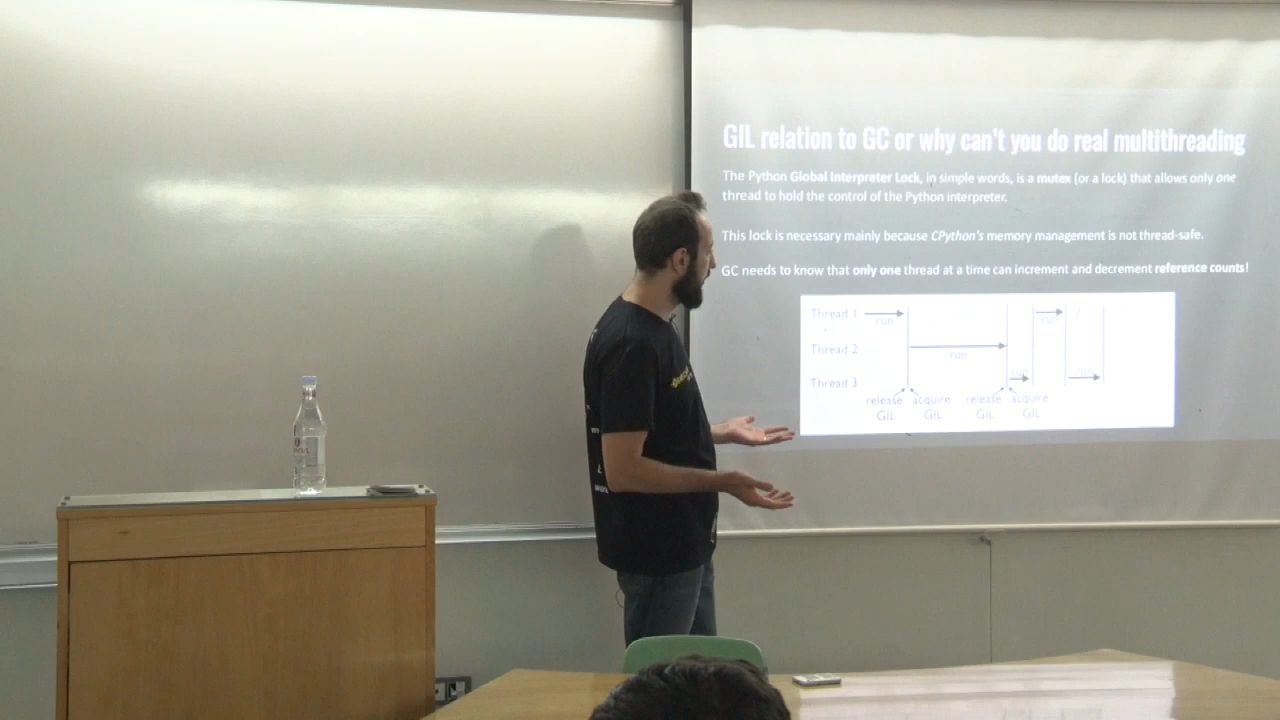 GIL relation to GC or why can't you do real multithreading
The Python Global Interpreter Lock, in simple words, is a mutex (or a lock) that allows only one
thread to hold the control of the Python interpreter.
This lock is necessary mainly because CPython's memory management is not thread-safe.
GC needs to know that only one thread at a time can increment and decrement reference counts!
Thread 1
run
run
Thread 2
run
Thread 3
run
run
release acquire release acquire
GIL GIL GIL GIL